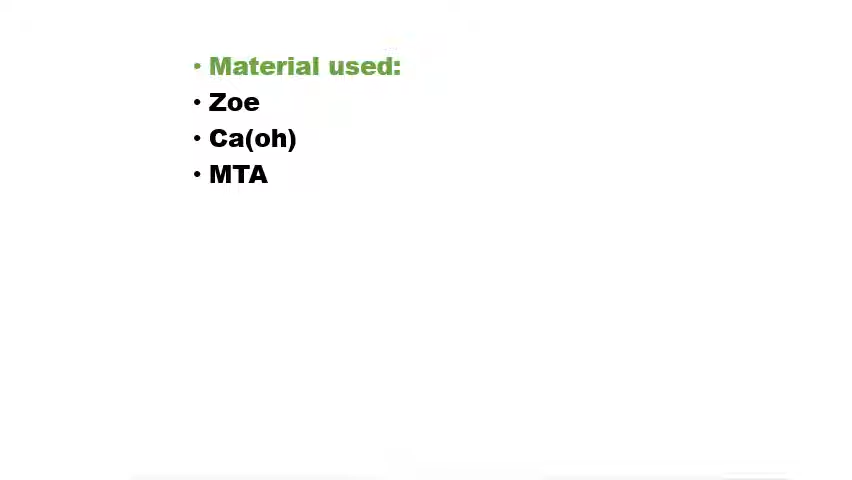 • Material used:
• Zoe
• Ca(oh)
• MTA